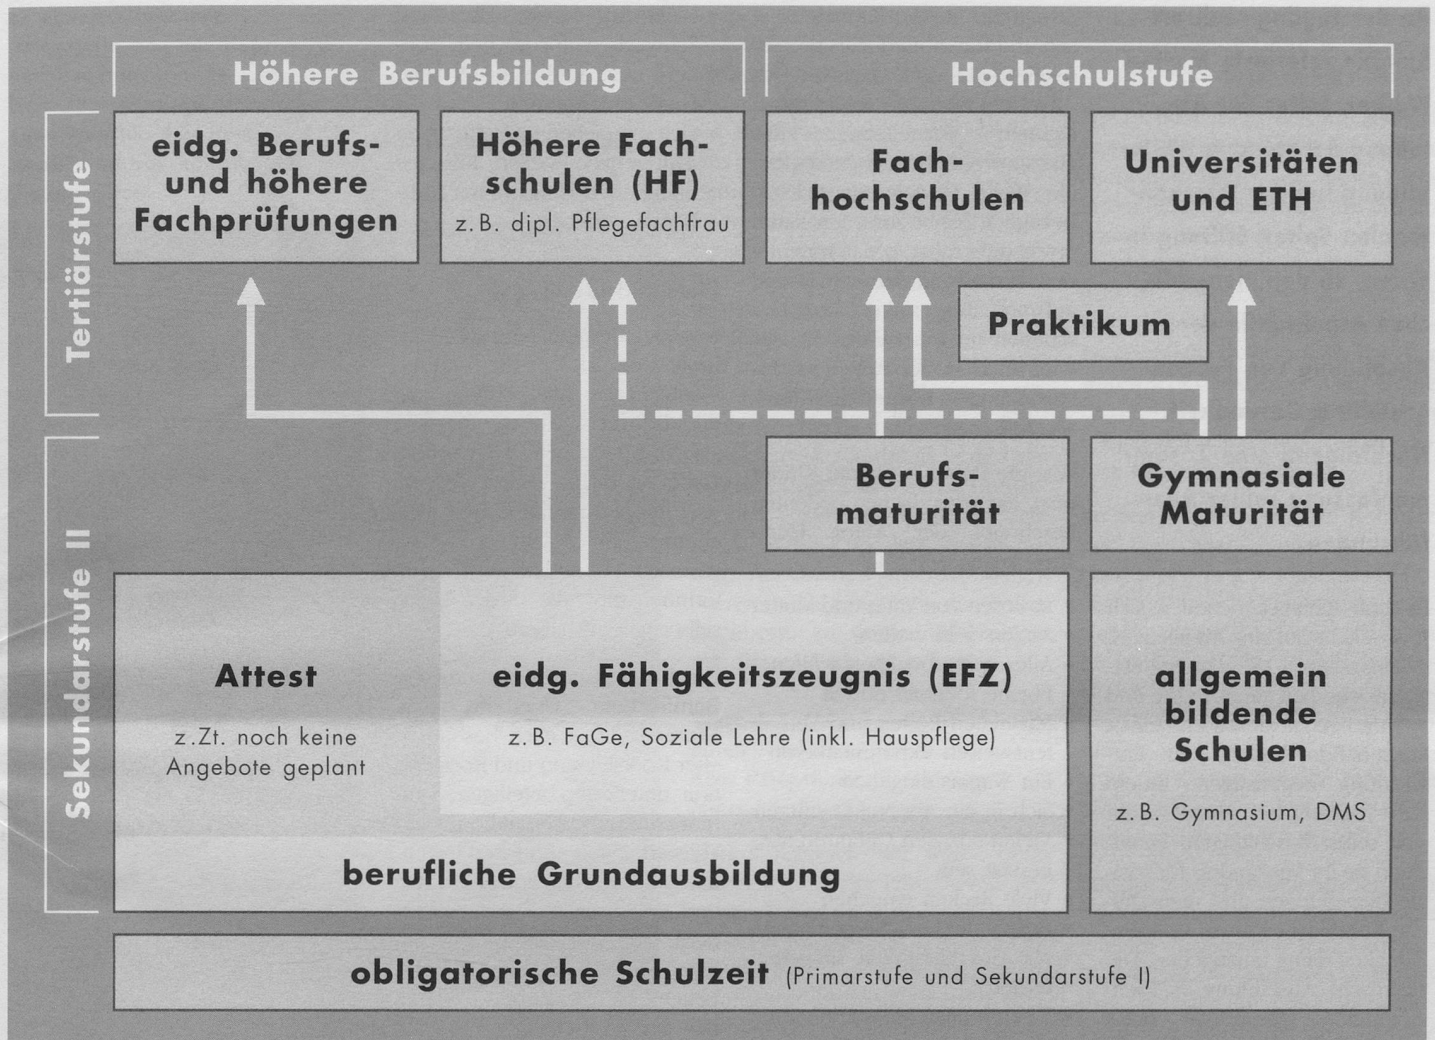 Höhere Berufsbildung
Hochschulstufe
Tertiärstufe
eidg. Berufs-
und höhere
Fachprüfungen
Höhere Fach-
schulen (HF)
z.B. dipl. Pflegefachfrau
Fach-
hochschulen
Universitäten
und ETH
Praktikum
Sekundarstufe II
Berufs-
maturität
Gymnasiale
Maturität
Attest
z.Zt. noch keine
Angebote geplant
eidg. Fähigkeitszeugnis (EFZ)
z.B. FaGe, Soziale Lehre (inkl. Hauspflege)
allgemein
bildende
Schulen
z.B. Gymnasium, DMS
berufliche Grundausbildung
obligatorische Schulzeit (Primarstufe und Sekundarstufe I)